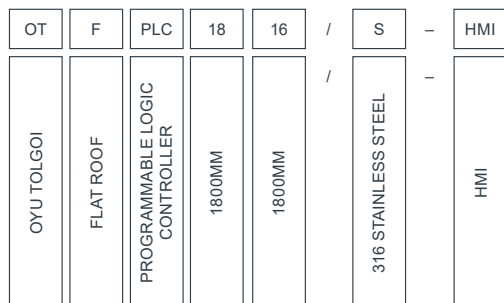 OT F PLC 18 16 / S – HMI
/ –
OYU TOLGOI
FLAT ROOF
PROGRAMMABLE LOGIC
CONTROLLER
1800MM
1800MM
316 STAINLESS STEEL
HMI